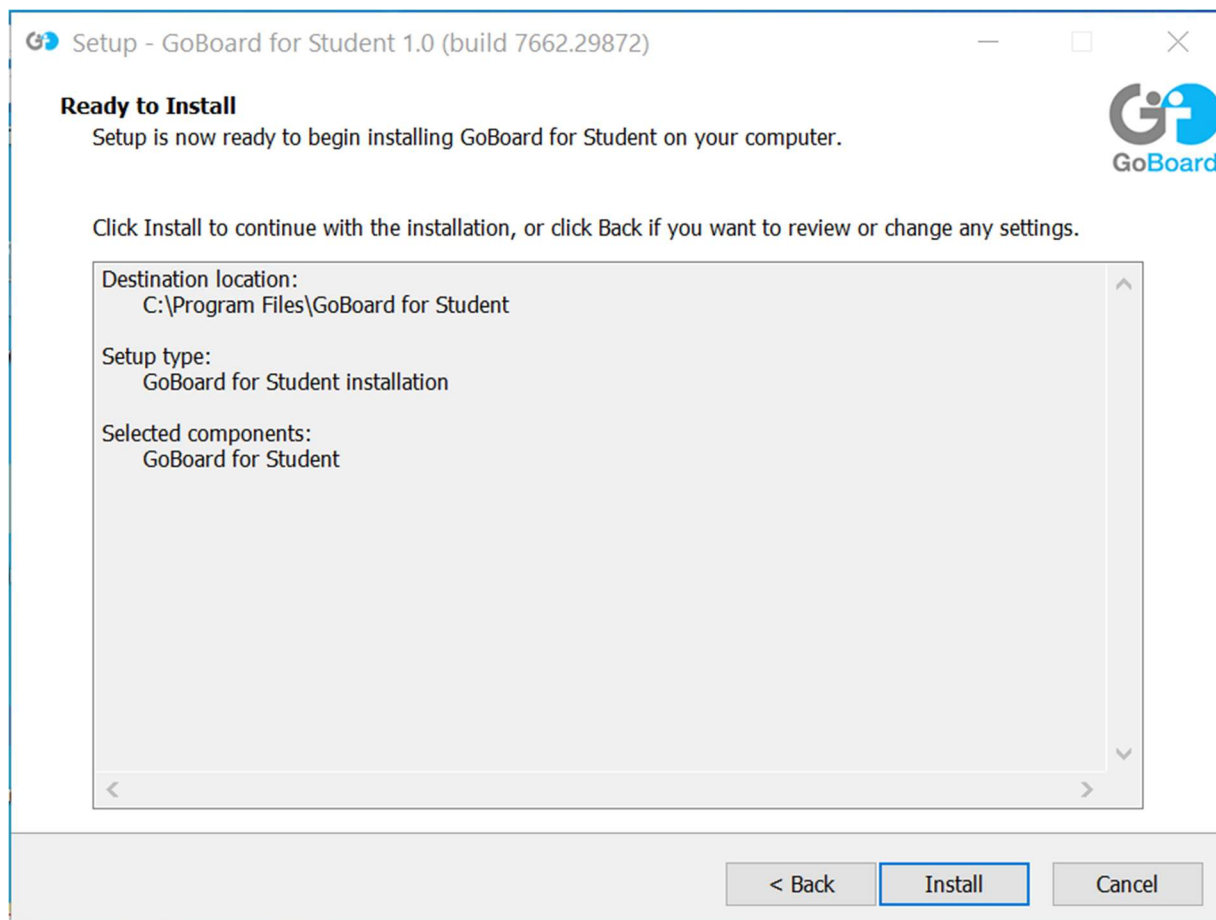 Setup - GoBoard for Student 1.0 (build 7662.29872)
Ready to Install
Setup is now ready to begin installing GoBoard for Student on your computer.
GoBoard
Click Install to continue with the installation, or click Back if you want to review or change any settings.
Destination location:
C:\Program Files\GoBoard for Student
Setup type:
GoBoard for Student installation
Selected components:
GoBoard for Student
< Back
Install
Cancel